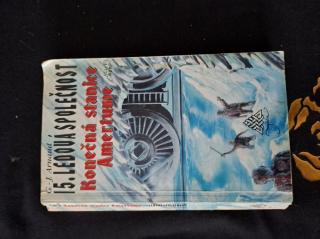 G. J. Arnaud
15. LEDOVÁ SPOLEČNOST
Konečná stanice
Amertume